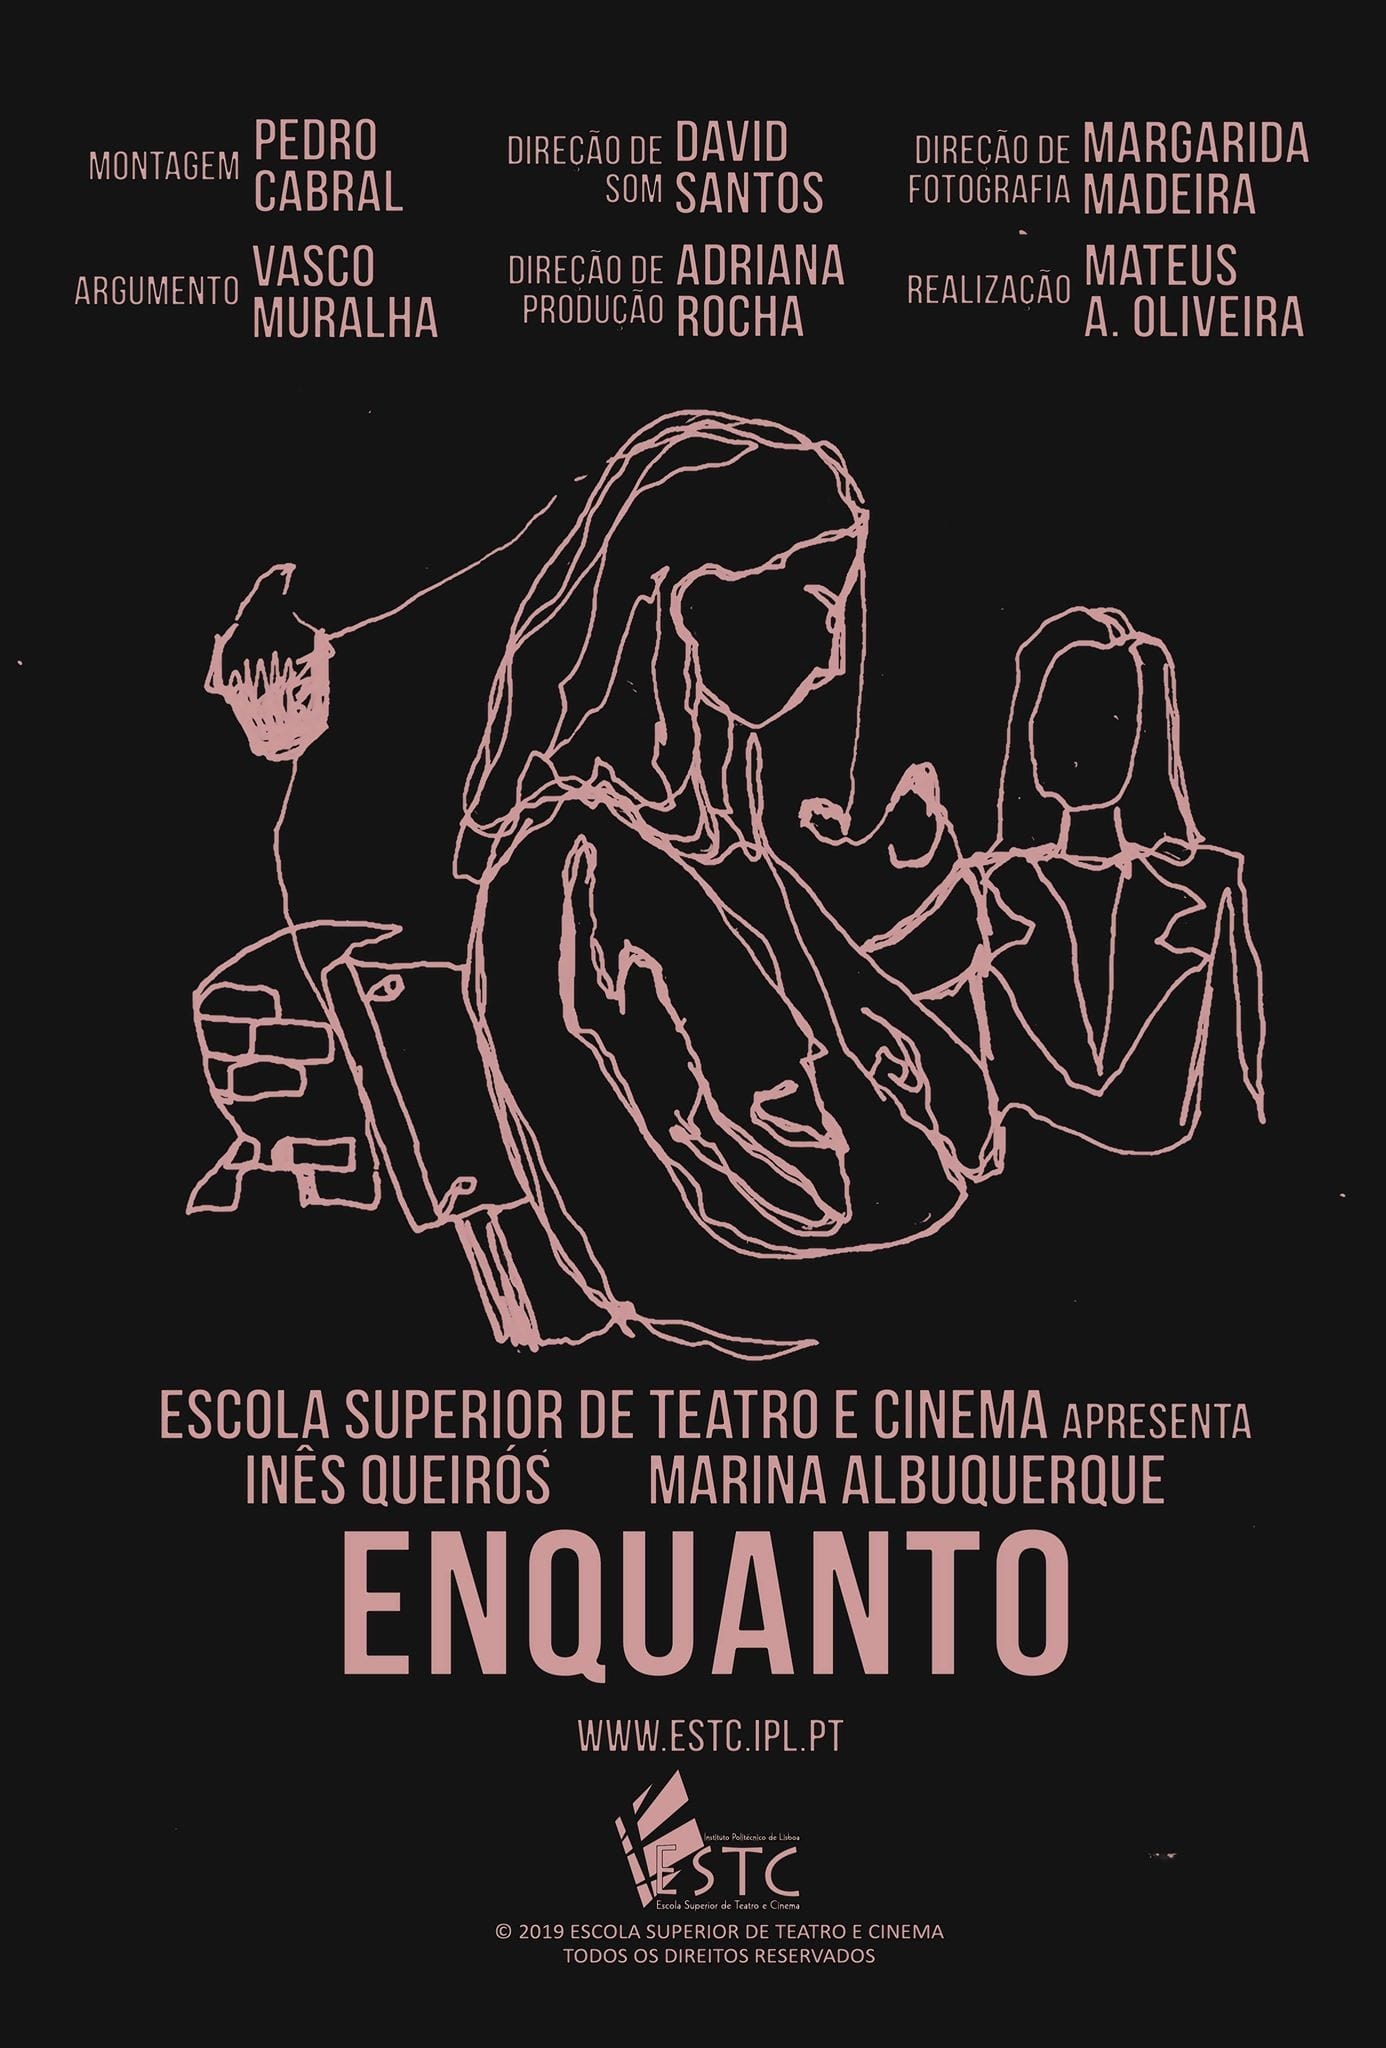 MONTAGEM PEDRO CABRAL
DIREÇÃO DE SOM DAVID SANTOS
DIREÇÃO DE FOTOGRAFIA MARGARIDA MADEIRA
ARGUMENTO VASCO MURALHA
DIREÇÃO DE PRODUÇÃO ADRIANA ROCHA
REALIZAÇÃO MATEUS A. OLIVEIRA
ESCOLA SUPERIOR DE TEATRO E CINEMA APRESENTA
INÊS QUEIRÓS MARINA ALBUQUERQUE
ENQUANTO
WWW.ESTC.IPL.PT
Instituto Politécnico de Lisboa
ESTC
Escola Superior de Teatro e Cinema
© 2019 ESCOLA SUPERIOR DE TEATRO E CINEMA
TODOS OS DIREITOS RESERVADOS